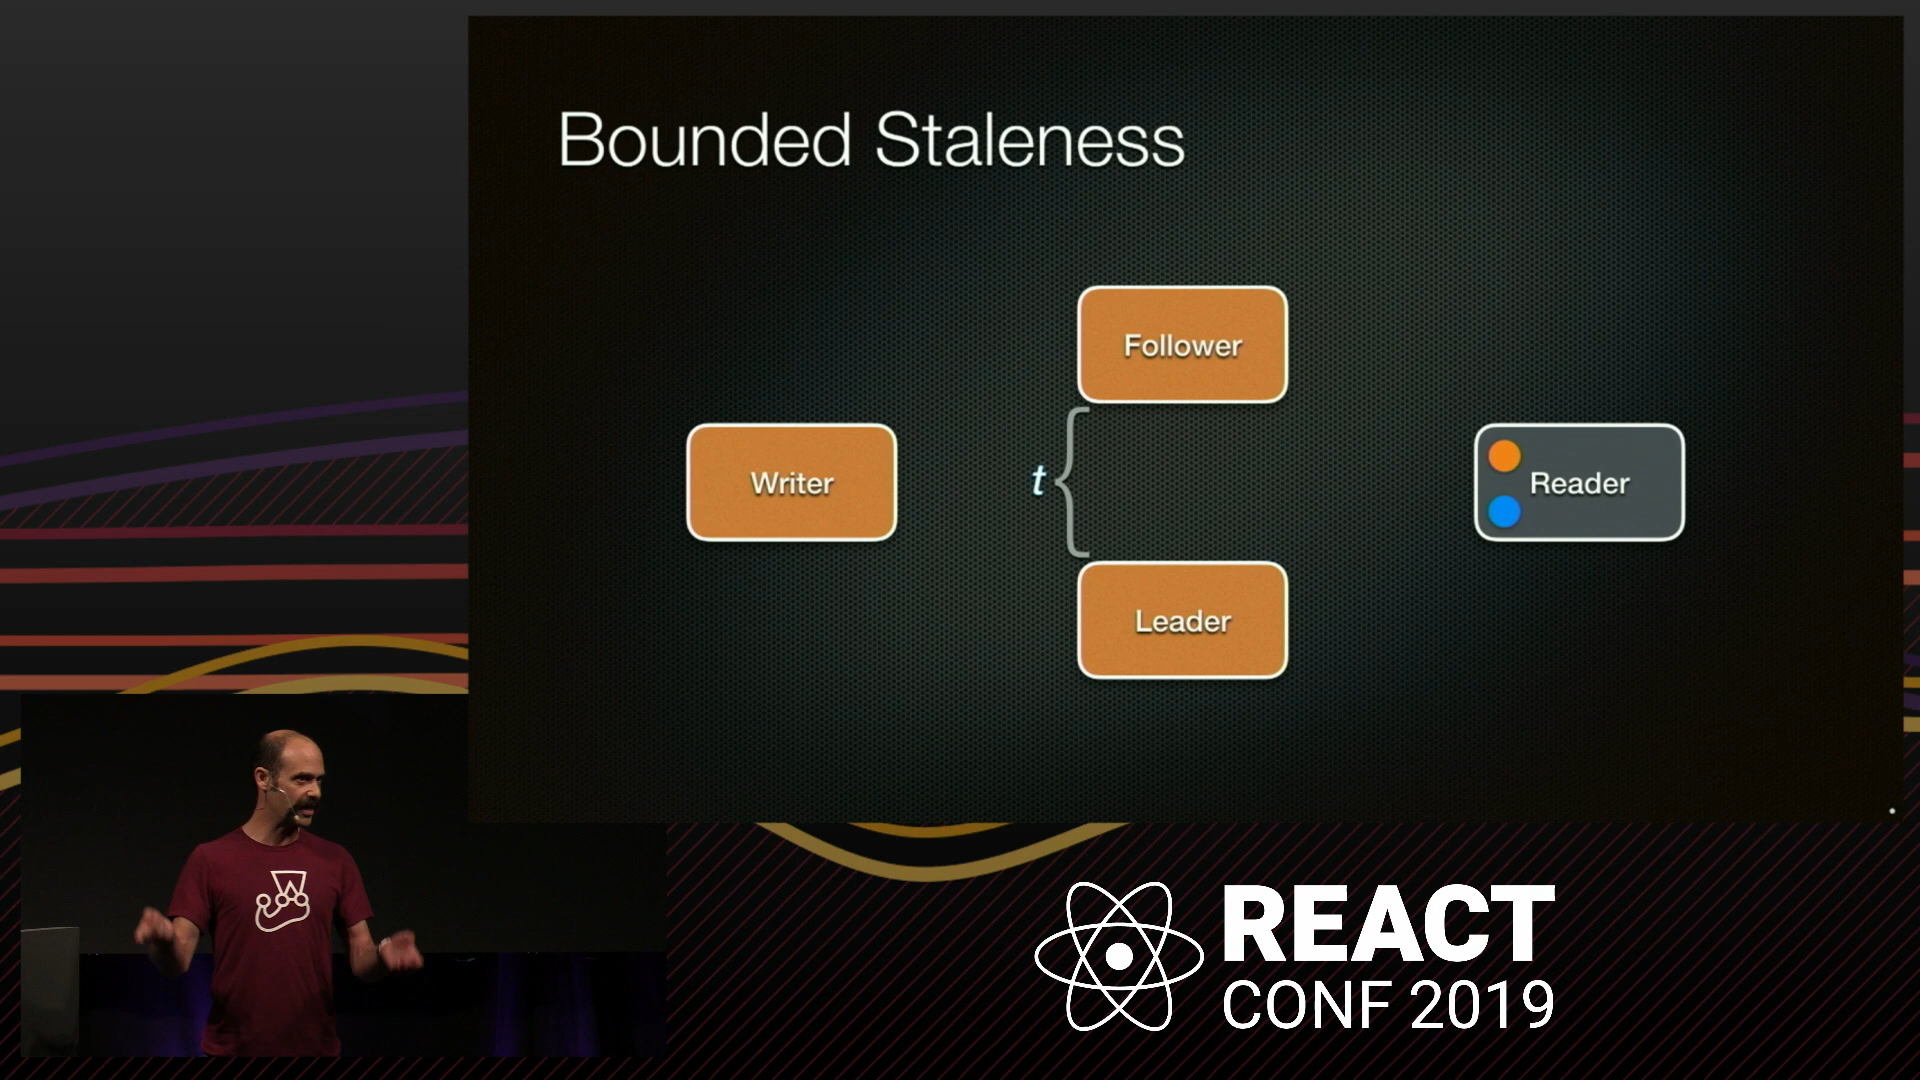 Bounded Staleness
Follower
Writer
t
Reader
Leader
REACT
CONF 2019